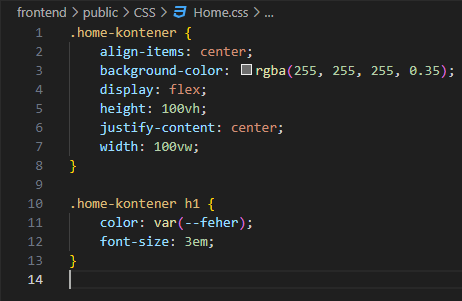 frontend > public > CSS > Home.css > ...
1 .home-kontener {
2 align-items: center;
3 background-color: rgba(255, 255, 255, 0.35);
4 display: flex;
5 height: 100vh;
6 justify-content: center;
7 width: 100vw;
8 }
9
10 .home-kontener h1 {
11 color: var(--feher);
12 font-size: 3em;
13 }
14